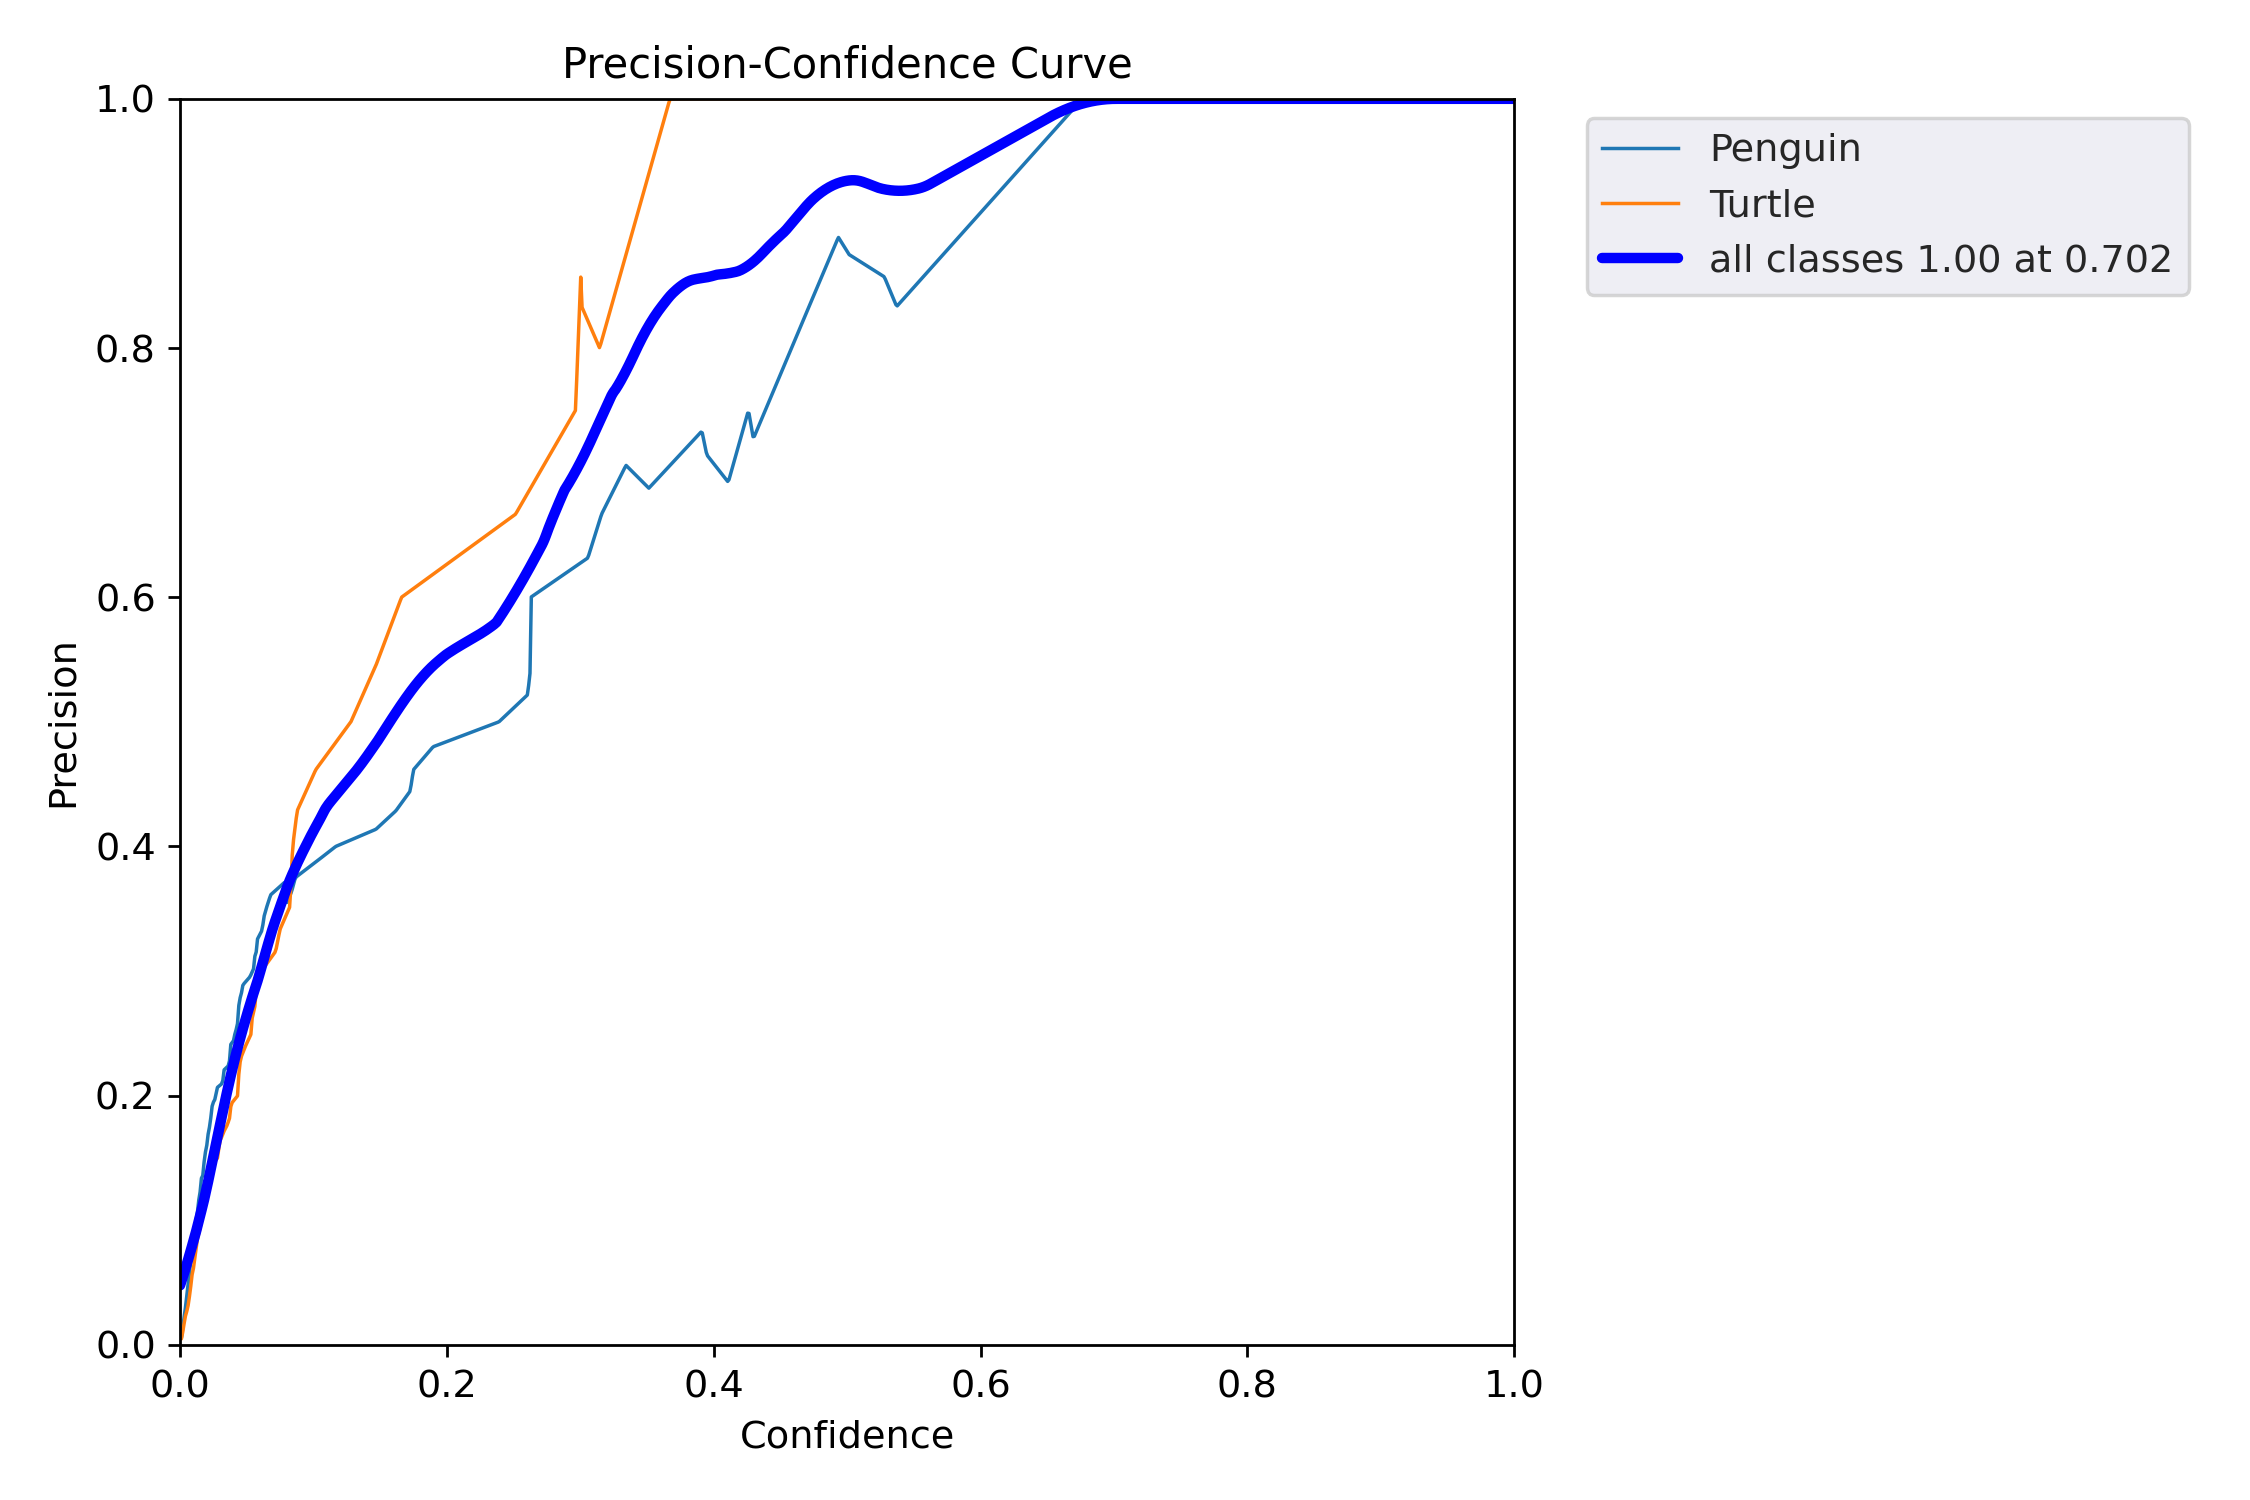 Precision-Confidence Curve
1.0
0.8
0.6
0.4
0.2
0.0
Precision
0.0 0.2 0.4 0.6 0.8 1.0
Confidence
Penguin
Turtle
all classes 1.00 at 0.702